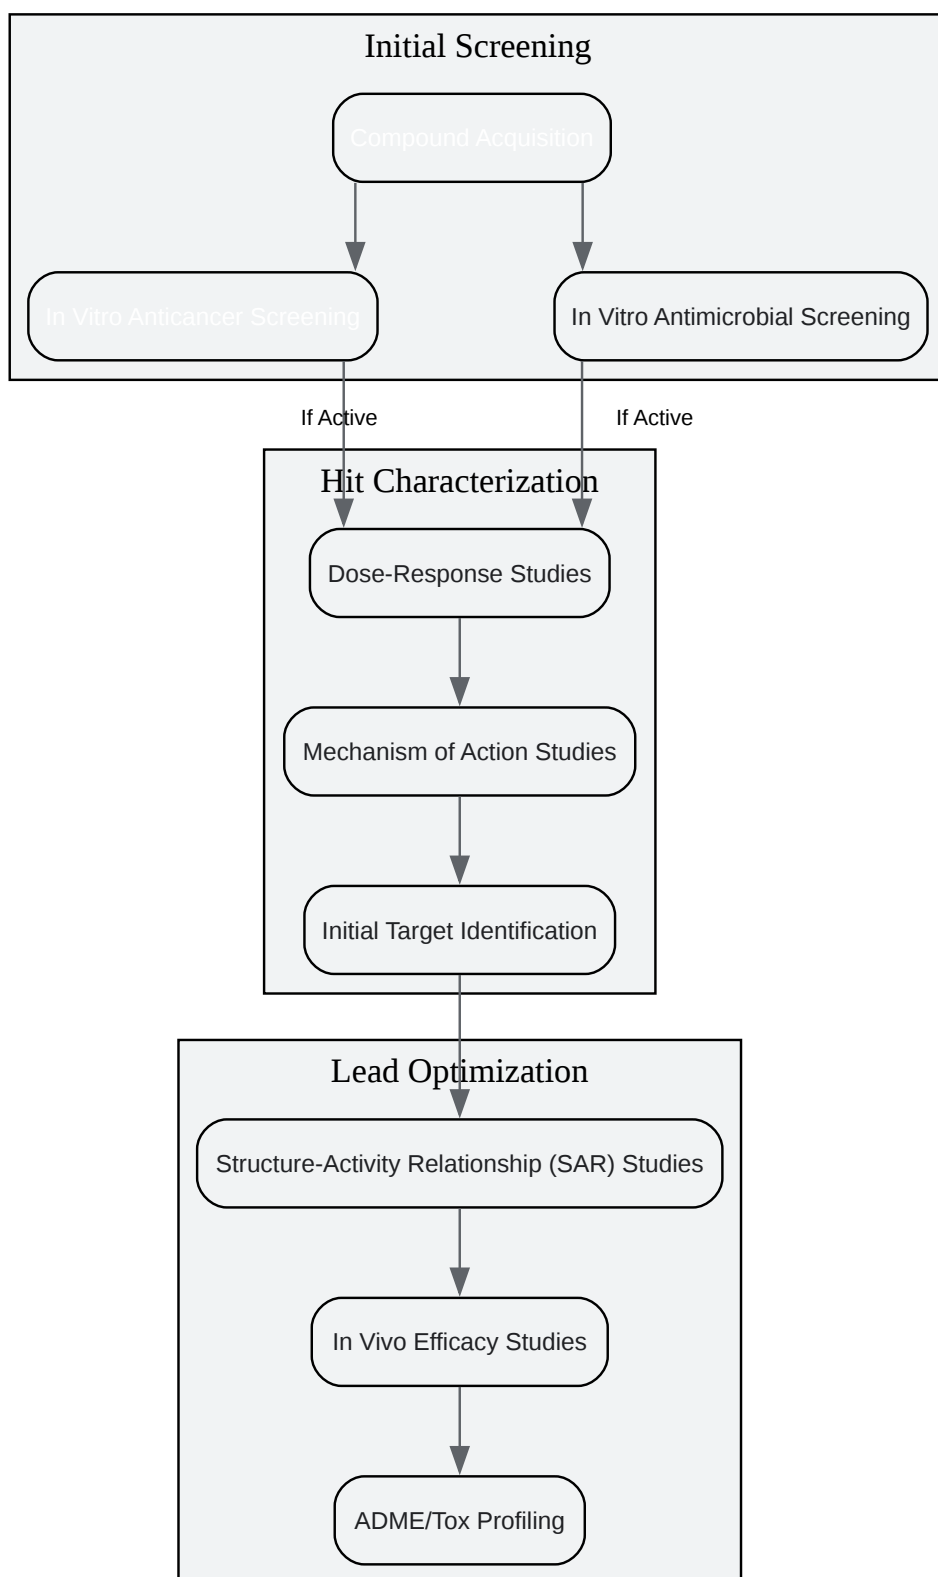 Initial Screening
Compound Acquisition
In Vitro Anticancer Screening
In Vitro Antimicrobial Screening
If Active
If Active
Hit Characterization
Dose-Response Studies
Mechanism of Action Studies
Initial Target Identification
Lead Optimization
Structure-Activity Relationship (SAR) Studies
In Vivo Efficacy Studies
ADME/Tox Profiling